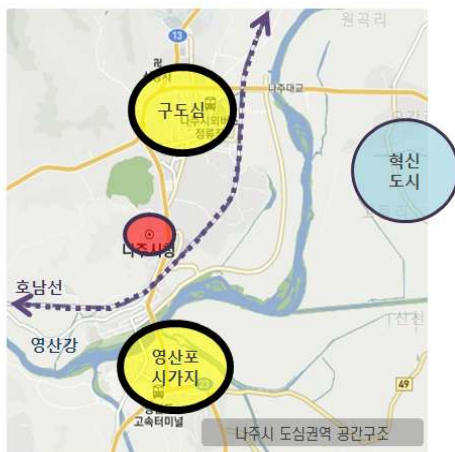 원곡리
13
구도심
나주대교
혁신
도시
나주시청
호남선
영산강
영산포
시가지
49
고속터미널
나주시 도심권역 공간구조